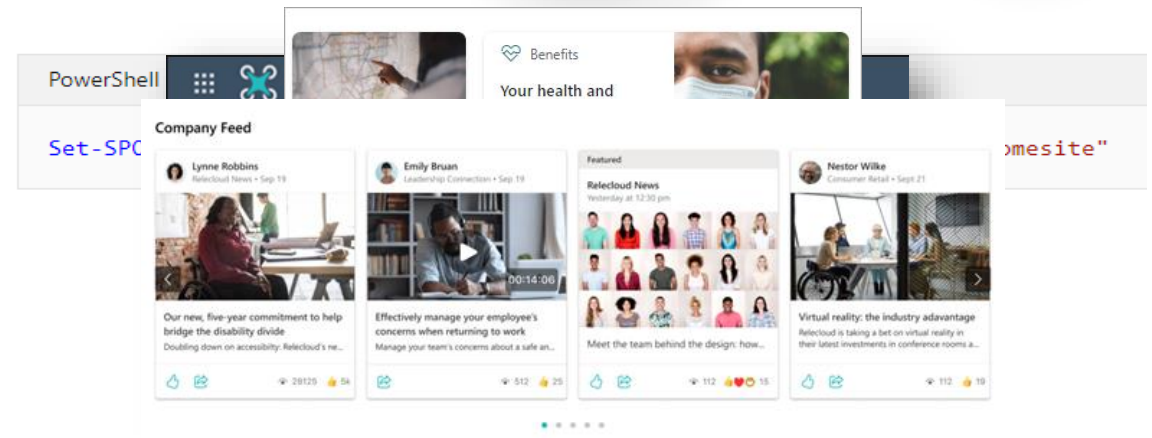 Benefits
Your health and
PowerShell
Set-SPO
omesite"
Company Feed
Lynne Robbins
Relecloud News • Sep 19
Our new, five-year commitment to help
bridge the disability divide
Doubling down on accessibilty: Relecloud's ne...
28125 5k
Emily Bruan
Leadership Connection • Sep 19
00:14:06
Effectively manage your employee's
concerns when returning to work
Manage your team's concerns about a safe an...
512 25
Featured
Relecloud News
Yesterday at 12:30 pm
Meet the team behind the design: how...
112 15
Nestor Wilke
Consumer Retail • Sept 21
Virtual reality: the industry adavantage
Relecloud is taking a bet on virtual reality in
their latest investments in conference rooms a...
112 19